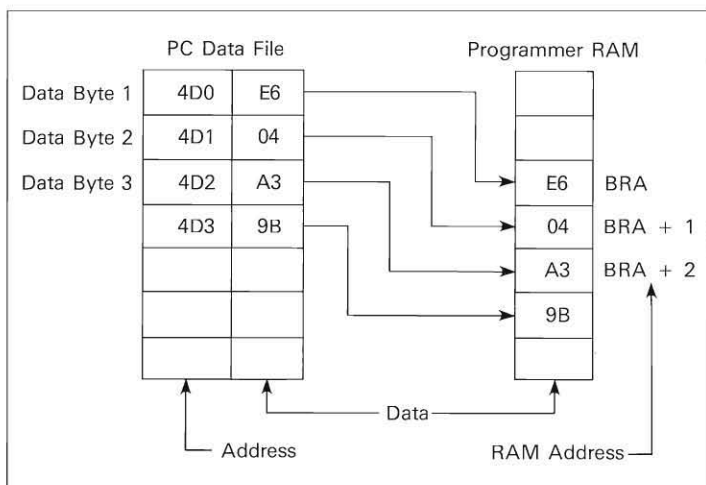 PC Data File
Programmer RAM
Data Byte 1 4D0 E6
Data Byte 2 4D1 04
Data Byte 3 4D2 A3 E6 BRA
4D3 9B 04 BRA + 1
A3 BRA + 2
9B
Data
Address
RAM Address